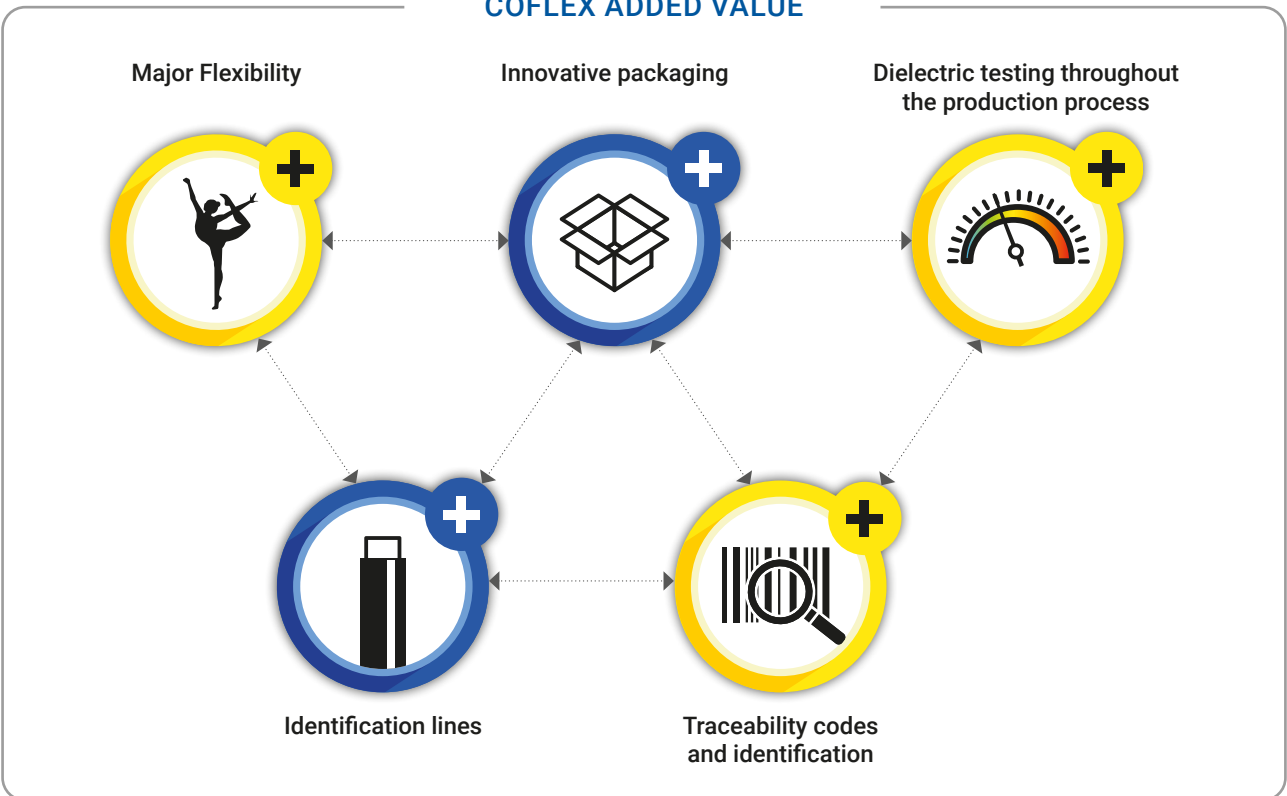 COFLEX ADDED VALUE
Major Flexibility
Innovative packaging
Dielectric testing throughout
the production process
Identification lines
Traceability codes
and identification